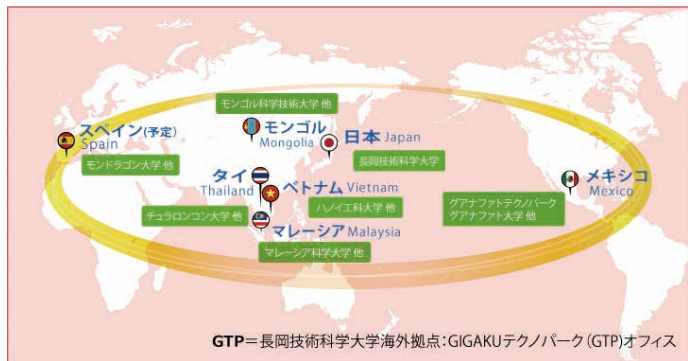 モンゴル科学技術大学 他
スペイン(予定)
Spain
モンドラゴン大学 他
モンゴル
Mongolia
日本 Japan
長岡技術科学大学
タイ
Thailand
ベトナム Vietnam
ハノイ工科大学 他
チュラロンコン大学 他
マレーシア Malaysia
マレーシア科学大学 他
メキシコ
Mexico
グアナファトテクノパーク
グアナファト大学 他
GTP=長岡技術科学大学海外拠点:GIGAKUテクノパーク(GTP)オフィス